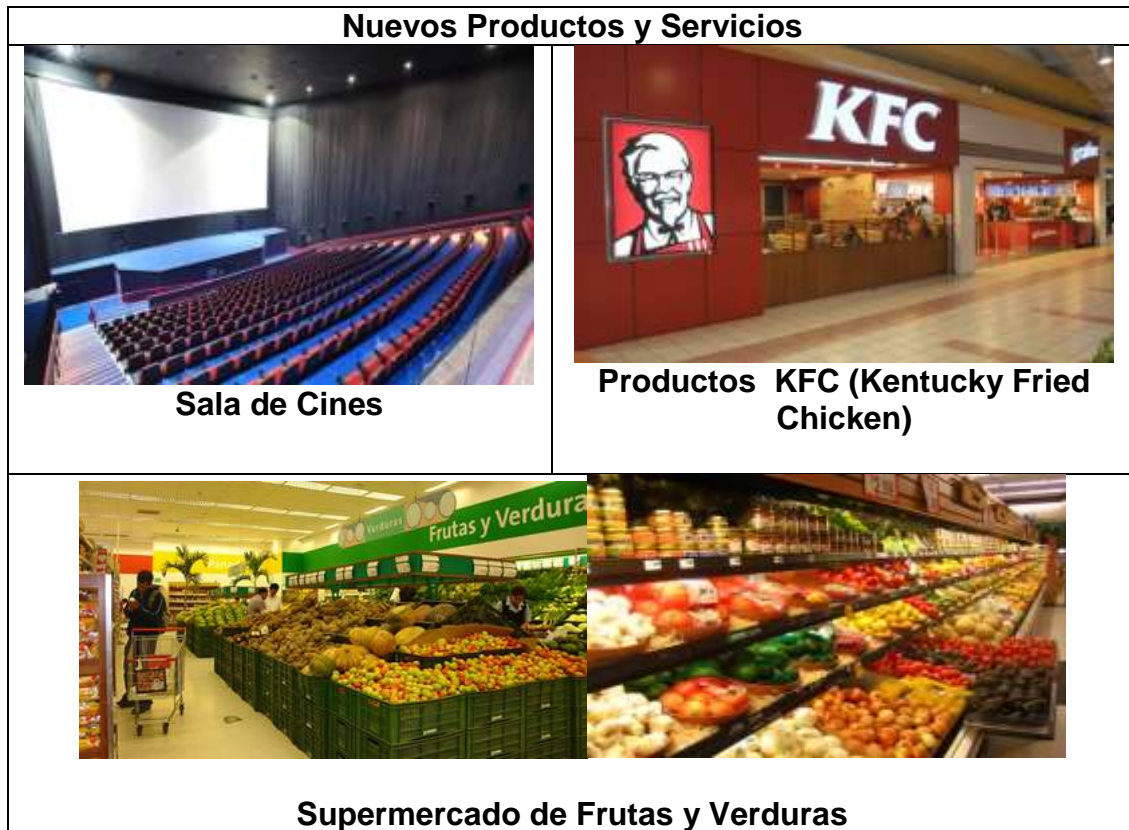 Nuevos Productos y Servicios
KFC
Sala de Cines
Productos KFC (Kentucky Fried
Chicken)
Verduras
Frutas y Verdura
Supermercado de Frutas y Verduras